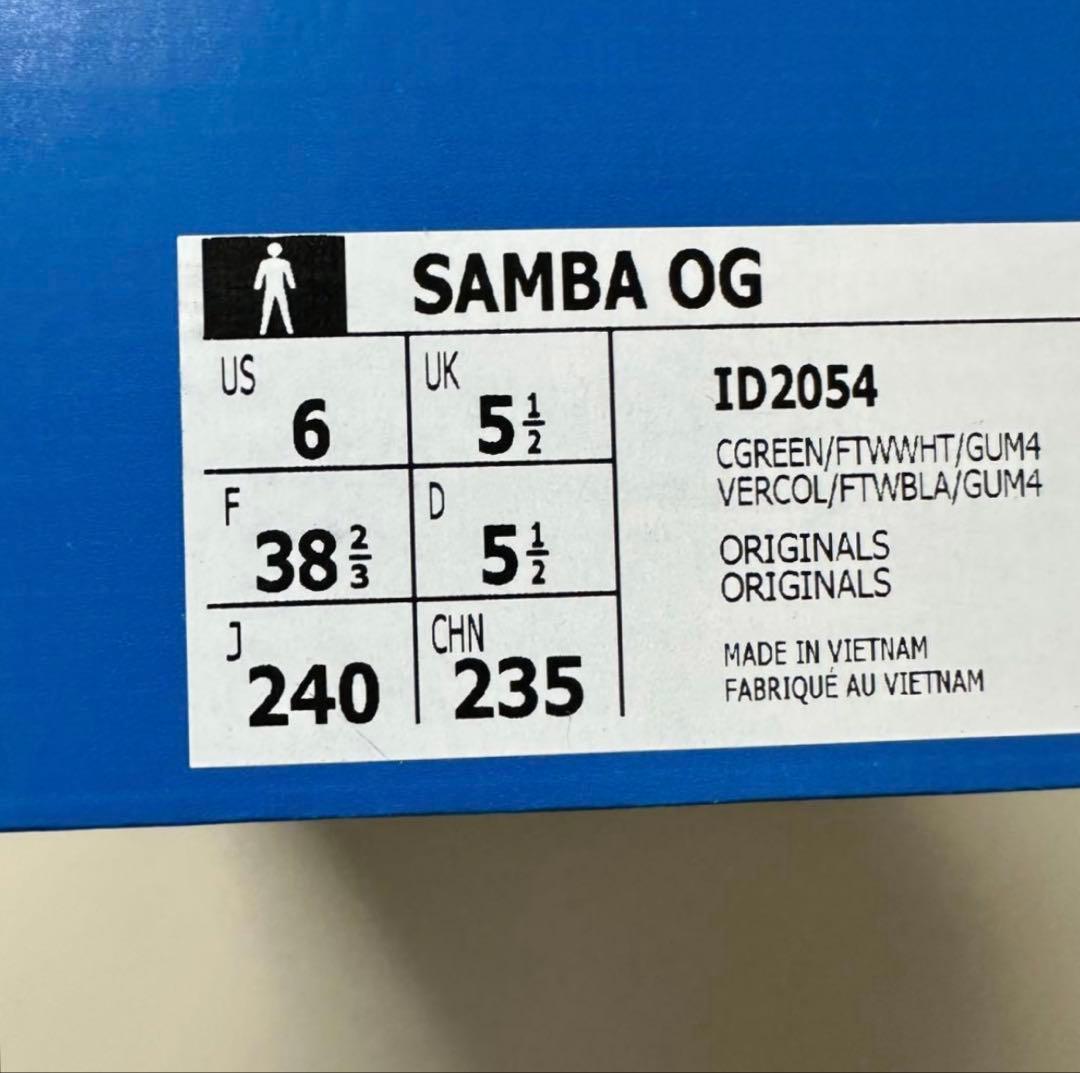 SAMBA OG
US 6
UK 5 1/2
F 38 2/3
D 5 1/2
J 240
CHN 235
ID2054
CGREEN/FTWWHT/GUM4
VERCOL/FTWBLA/GUM4
ORIGINALS
ORIGINALS
MADE IN VIETNAM
FABRIQUÉ AU VIETNAM